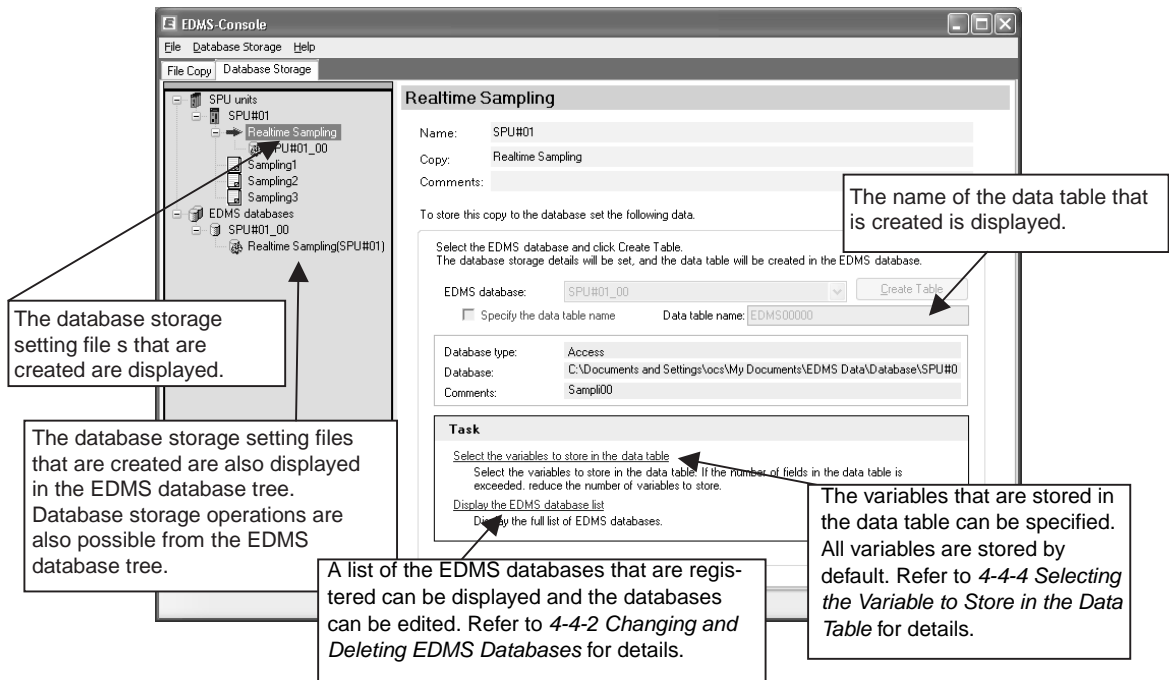 EDMS-Console
File Database Storage Help
File Copy Database Storage
SPU units
SPU#01
Realtime Sampling
SPU#01_00
Sampling1
Sampling2
Sampling3
EDMS databases
SPU#01_00
Realtime Sampling(SPU#01)
Realtime Sampling
Name: SPU#01
Copy: Realtime Sampling
Comments:
To store this copy to the database set the following data.
Select the EDMS database and click Create Table.
The database storage details will be set, and the data table will be created in the EDMS database.
EDMS database: SPU#01_00 Create Table
Specify the data table name Data table name: EDMS00000
Database type: Access
Database: C:\Documents and Settings\ocs\My Documents\EDMS Data\Database\SPU#0
Comments: Sampli00
Task
Select the variables to store in the data table
Select the variables to store in the data table. If the number of fields in the data table is
exceeded. reduce the number of variables to store.
Display the EDMS database list
Display the full list of EDMS databases.
The name of the data table that
is created is displayed.
The database storage
setting file s that are
created are displayed.
The database storage setting files
that are created are also displayed
in the EDMS database tree.
Database storage operations are
also possible from the EDMS
database tree.
A list of the EDMS databases that are regis-
tered can be displayed and the databases
can be edited. Refer to 4-4-2 Changing and
Deleting EDMS Databases for details.
The variables that are stored in
the data table can be specified.
All variables are stored by
default. Refer to 4-4-4 Selecting
the Variable to Store in the Data
Table for details.